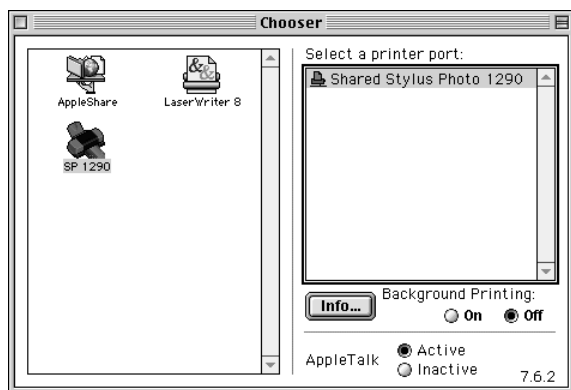 Chooser
AppleShare
LaserWriter 8
SP 1290
Select a printer port:
Shared Stylus Photo 1290
Info...
Background Printing:
On Off
AppleTalk
Active
Inactive
7.6.2